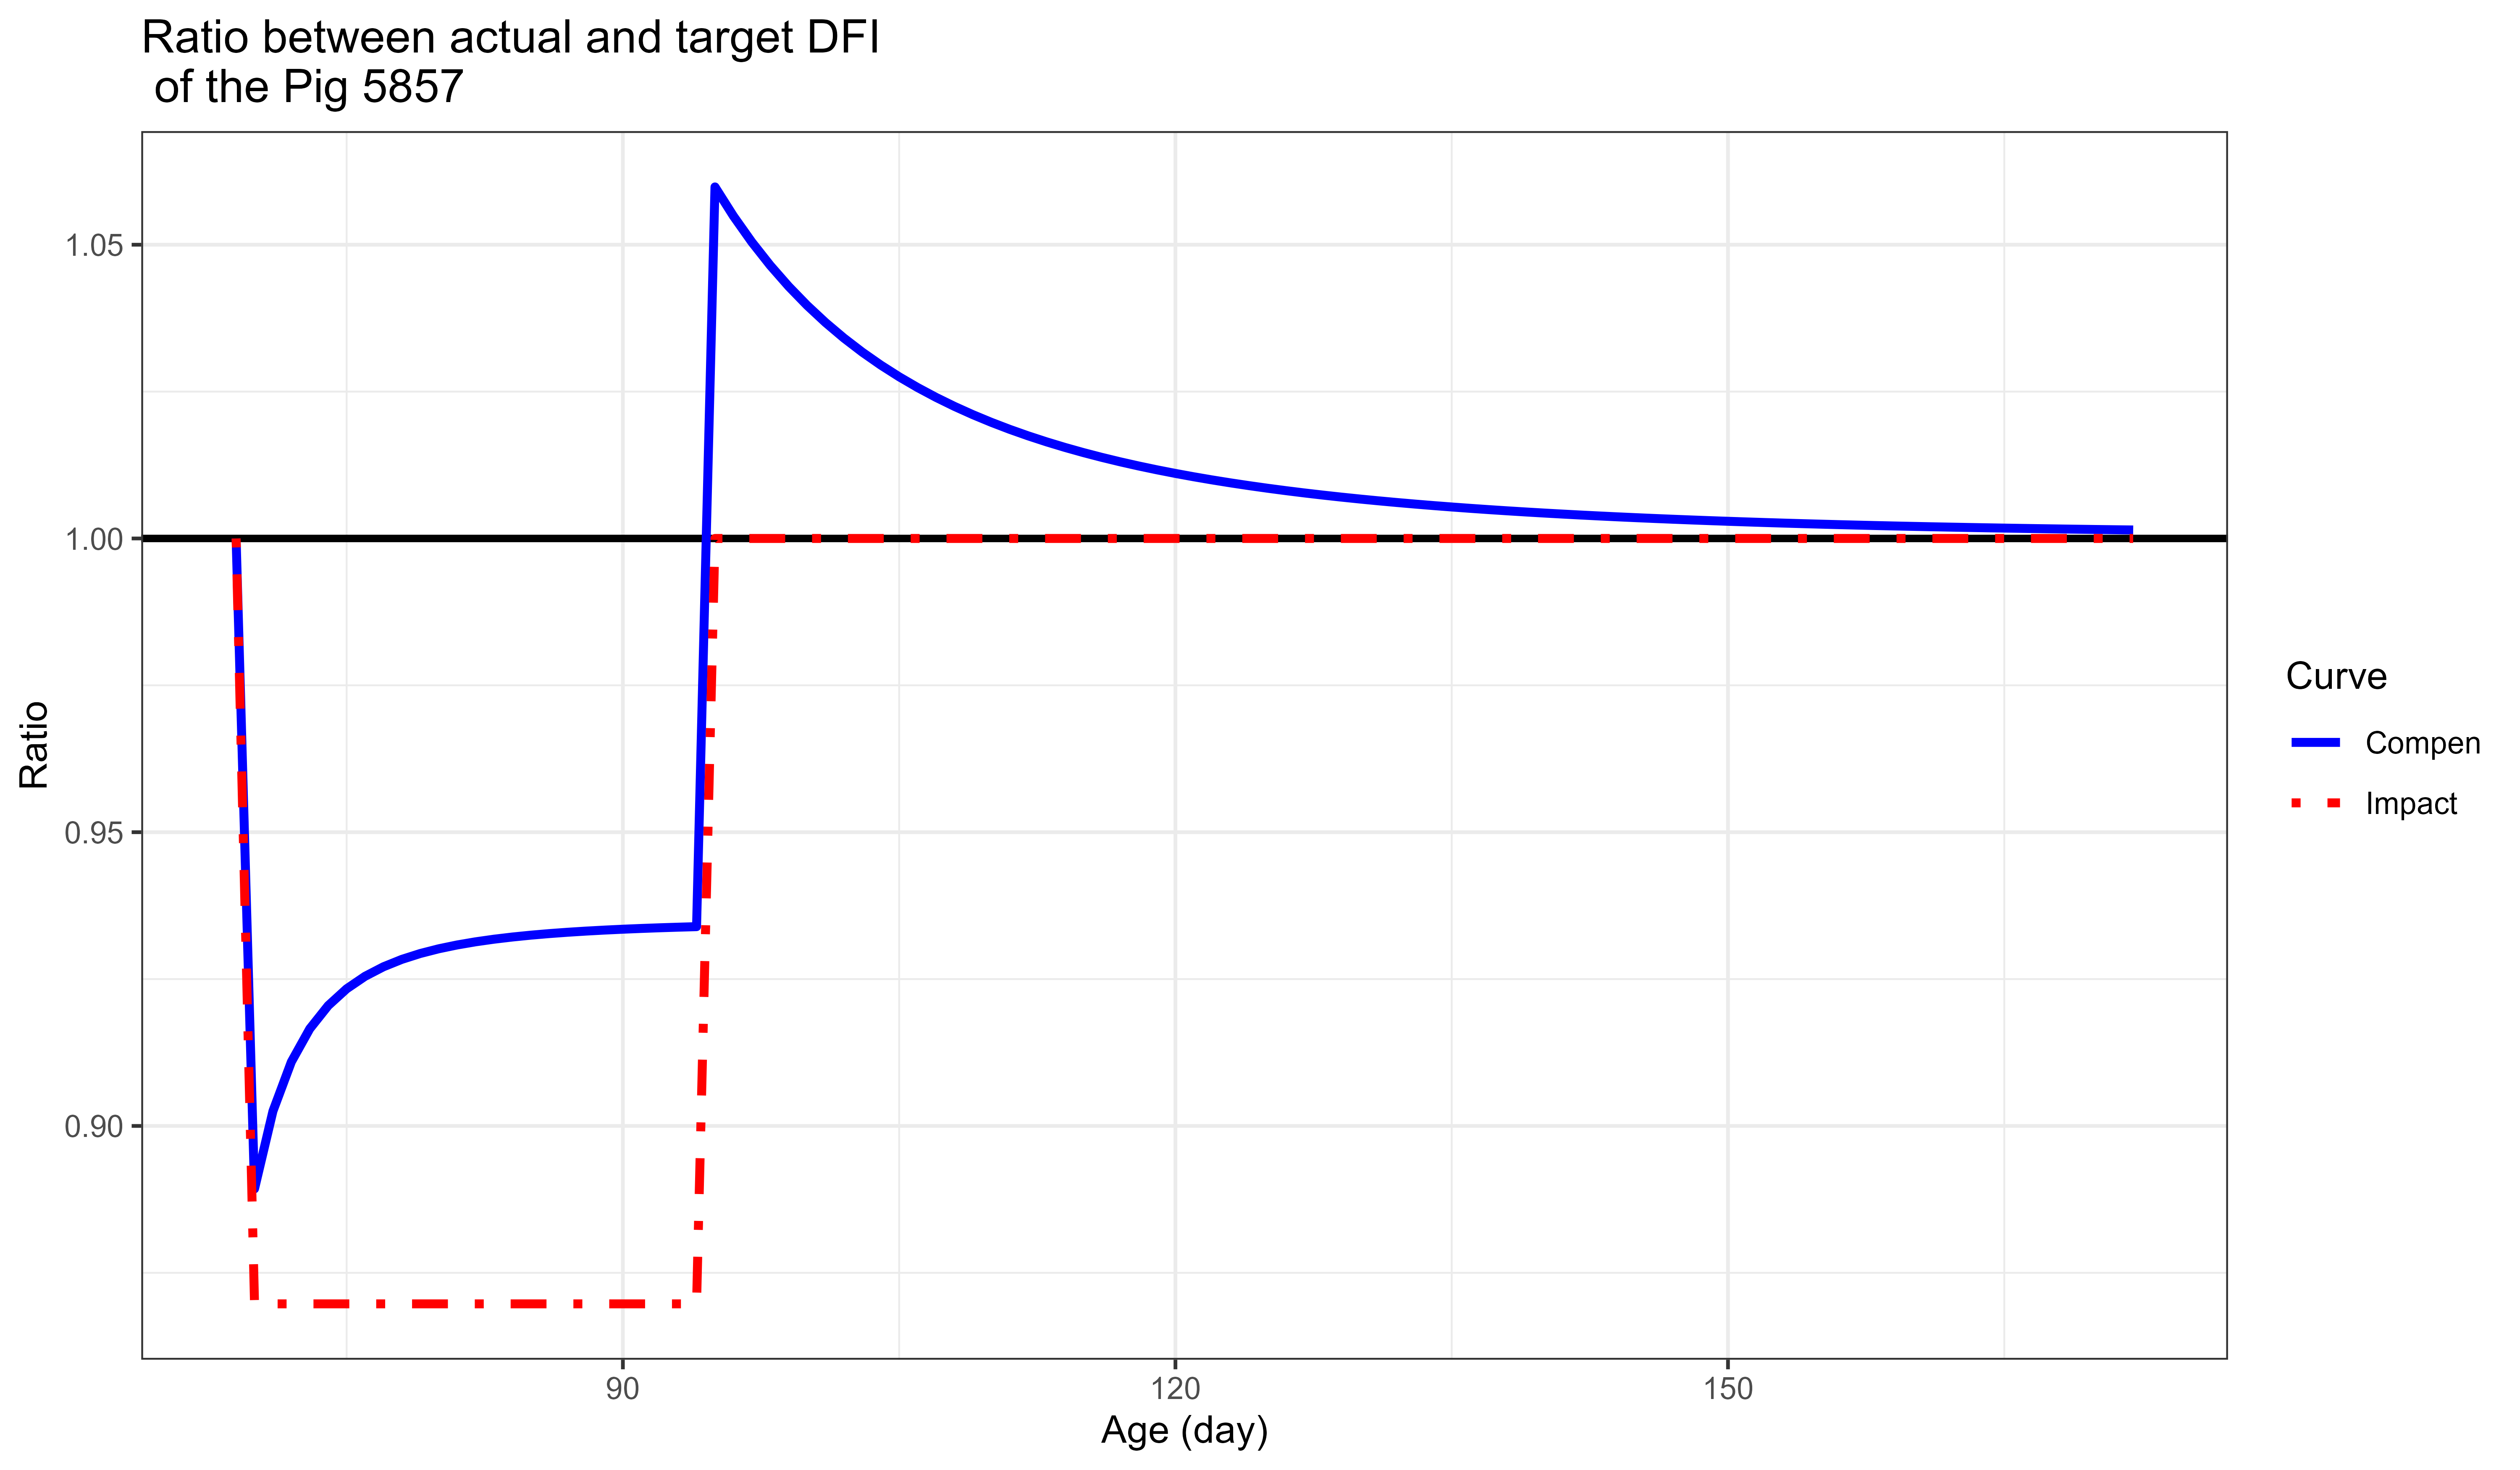 Ratio between actual and target DFI
of the Pig 5857
1.05
1.00
0.95
0.90
Ratio
90
120
150
Age (day)
Curve
Compen
Impact